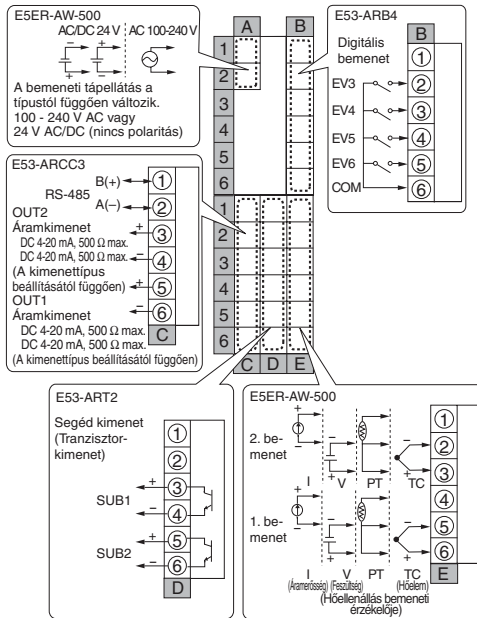 E5ER-AW-500
AC/DC 24 V AC 100-240 V
A bemeneti tápellátás a
típustól függően változik.
100 - 240 V AC vagy
24 V AC/DC (nincs polaritás)
A B
1
2
3
4
5
6
1
2
3
4
5
6
C D E
E53-ARB4
Digitális
bemenet
B
1
EV3 2
EV4 3
EV5 4
EV6 5
COM 6
E53-ARCC3
B(+) 1
RS-485
A(−) 2
OUT2
Áramkimenet + 3
DC 4-20 mA, 500 Ω max.
DC 4-20 mA, 500 Ω max. − 4
(A kimenettípus
beállításától függően) + 5
OUT1
Áramkimenet − 6
DC 4-20 mA, 500 Ω max.
DC 4-20 mA, 500 Ω max.
(A kimenettípus beállításától függően)
C
E53-ART2
Segéd kimenet
(Tranzisztor-
kimenet)
1
2
+ 3
SUB1
− 4
+ 5
SUB2
− 6
D
E5ER-AW-500
2. be-
menet
+ − −
I + V PT + TC
1. be-
menet
+ − −
+ +
1
2
3
4
5
6
E
I V PT TC
(Áramerősség) (Feszültség) (Hőelem)
(Hőellenállás bemeneti
érzékelője)